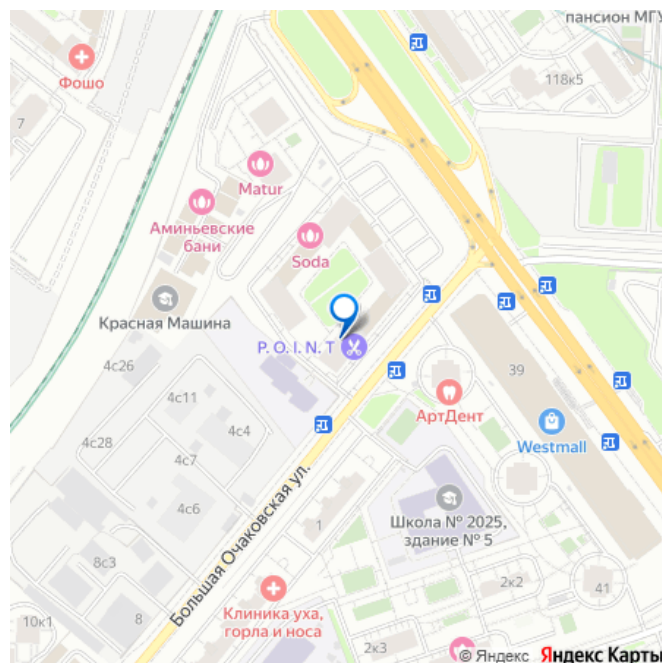 пансион МГУ
Фошо
118к5
7
Matur
Аминьевские
бани
Soda
Красная Машина
P. O. I. N. T
4с26
39
4с11
АртДент
4с4
4с28
Westmall
4с7
4с6
Школа № 2025,
здание № 5
1
Большая Очаковская ул.
8с3
2к2
41
Клиника уха,
горла и носа
10к1
8
2к3
© Яндекс Яндекс Карты